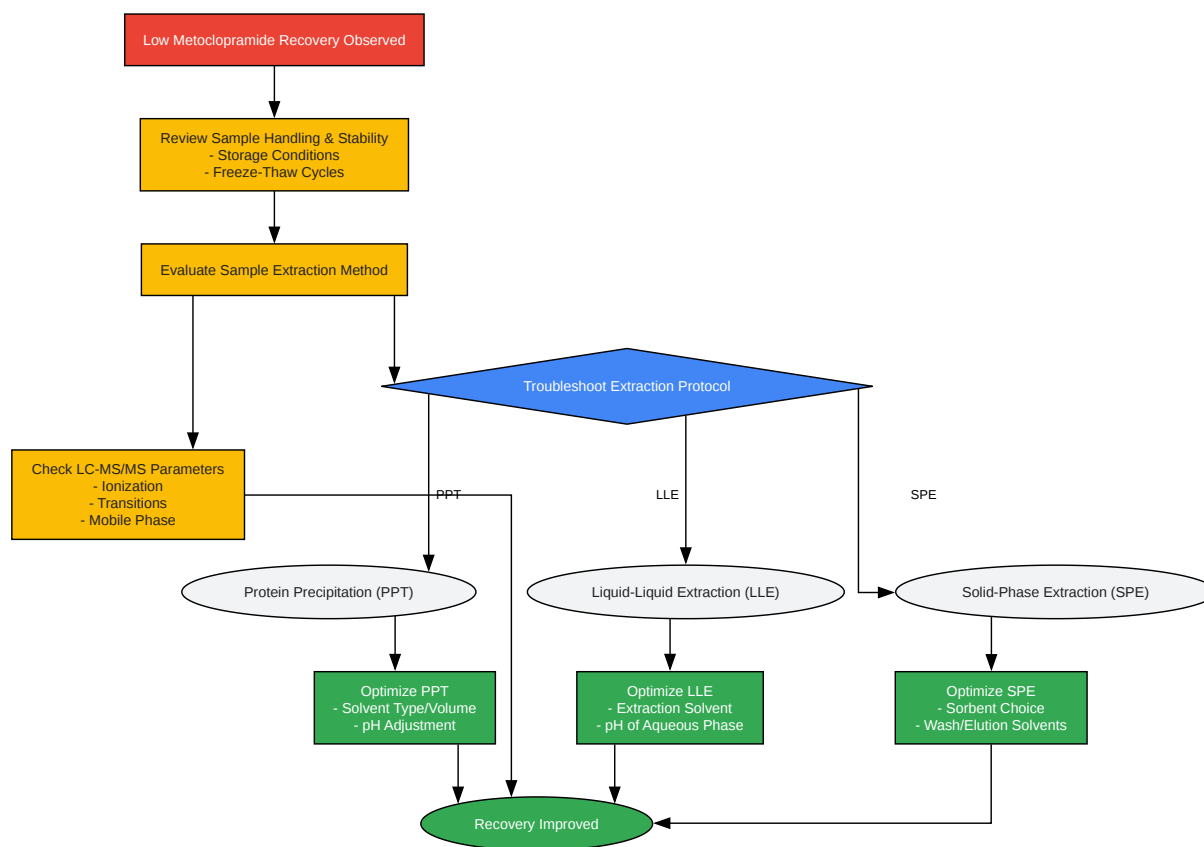 Low Metoclopramide Recovery Observed
Review Sample Handling & Stability
- Storage Conditions
- Freeze-Thaw Cycles
Evaluate Sample Extraction Method
Troubleshoot Extraction Protocol
Check LC-MS/MS Parameters
- Ionization
- Transitions
- Mobile Phase
PPT
LLE
SPE
Protein Precipitation (PPT)
Liquid-Liquid Extraction (LLE)
Solid-Phase Extraction (SPE)
Optimize PPT
- Solvent Type/Volume
- pH Adjustment
Optimize LLE
- Extraction Solvent
- pH of Aqueous Phase
Optimize SPE
- Sorbent Choice
- Wash/Elution Solvents
Recovery Improved